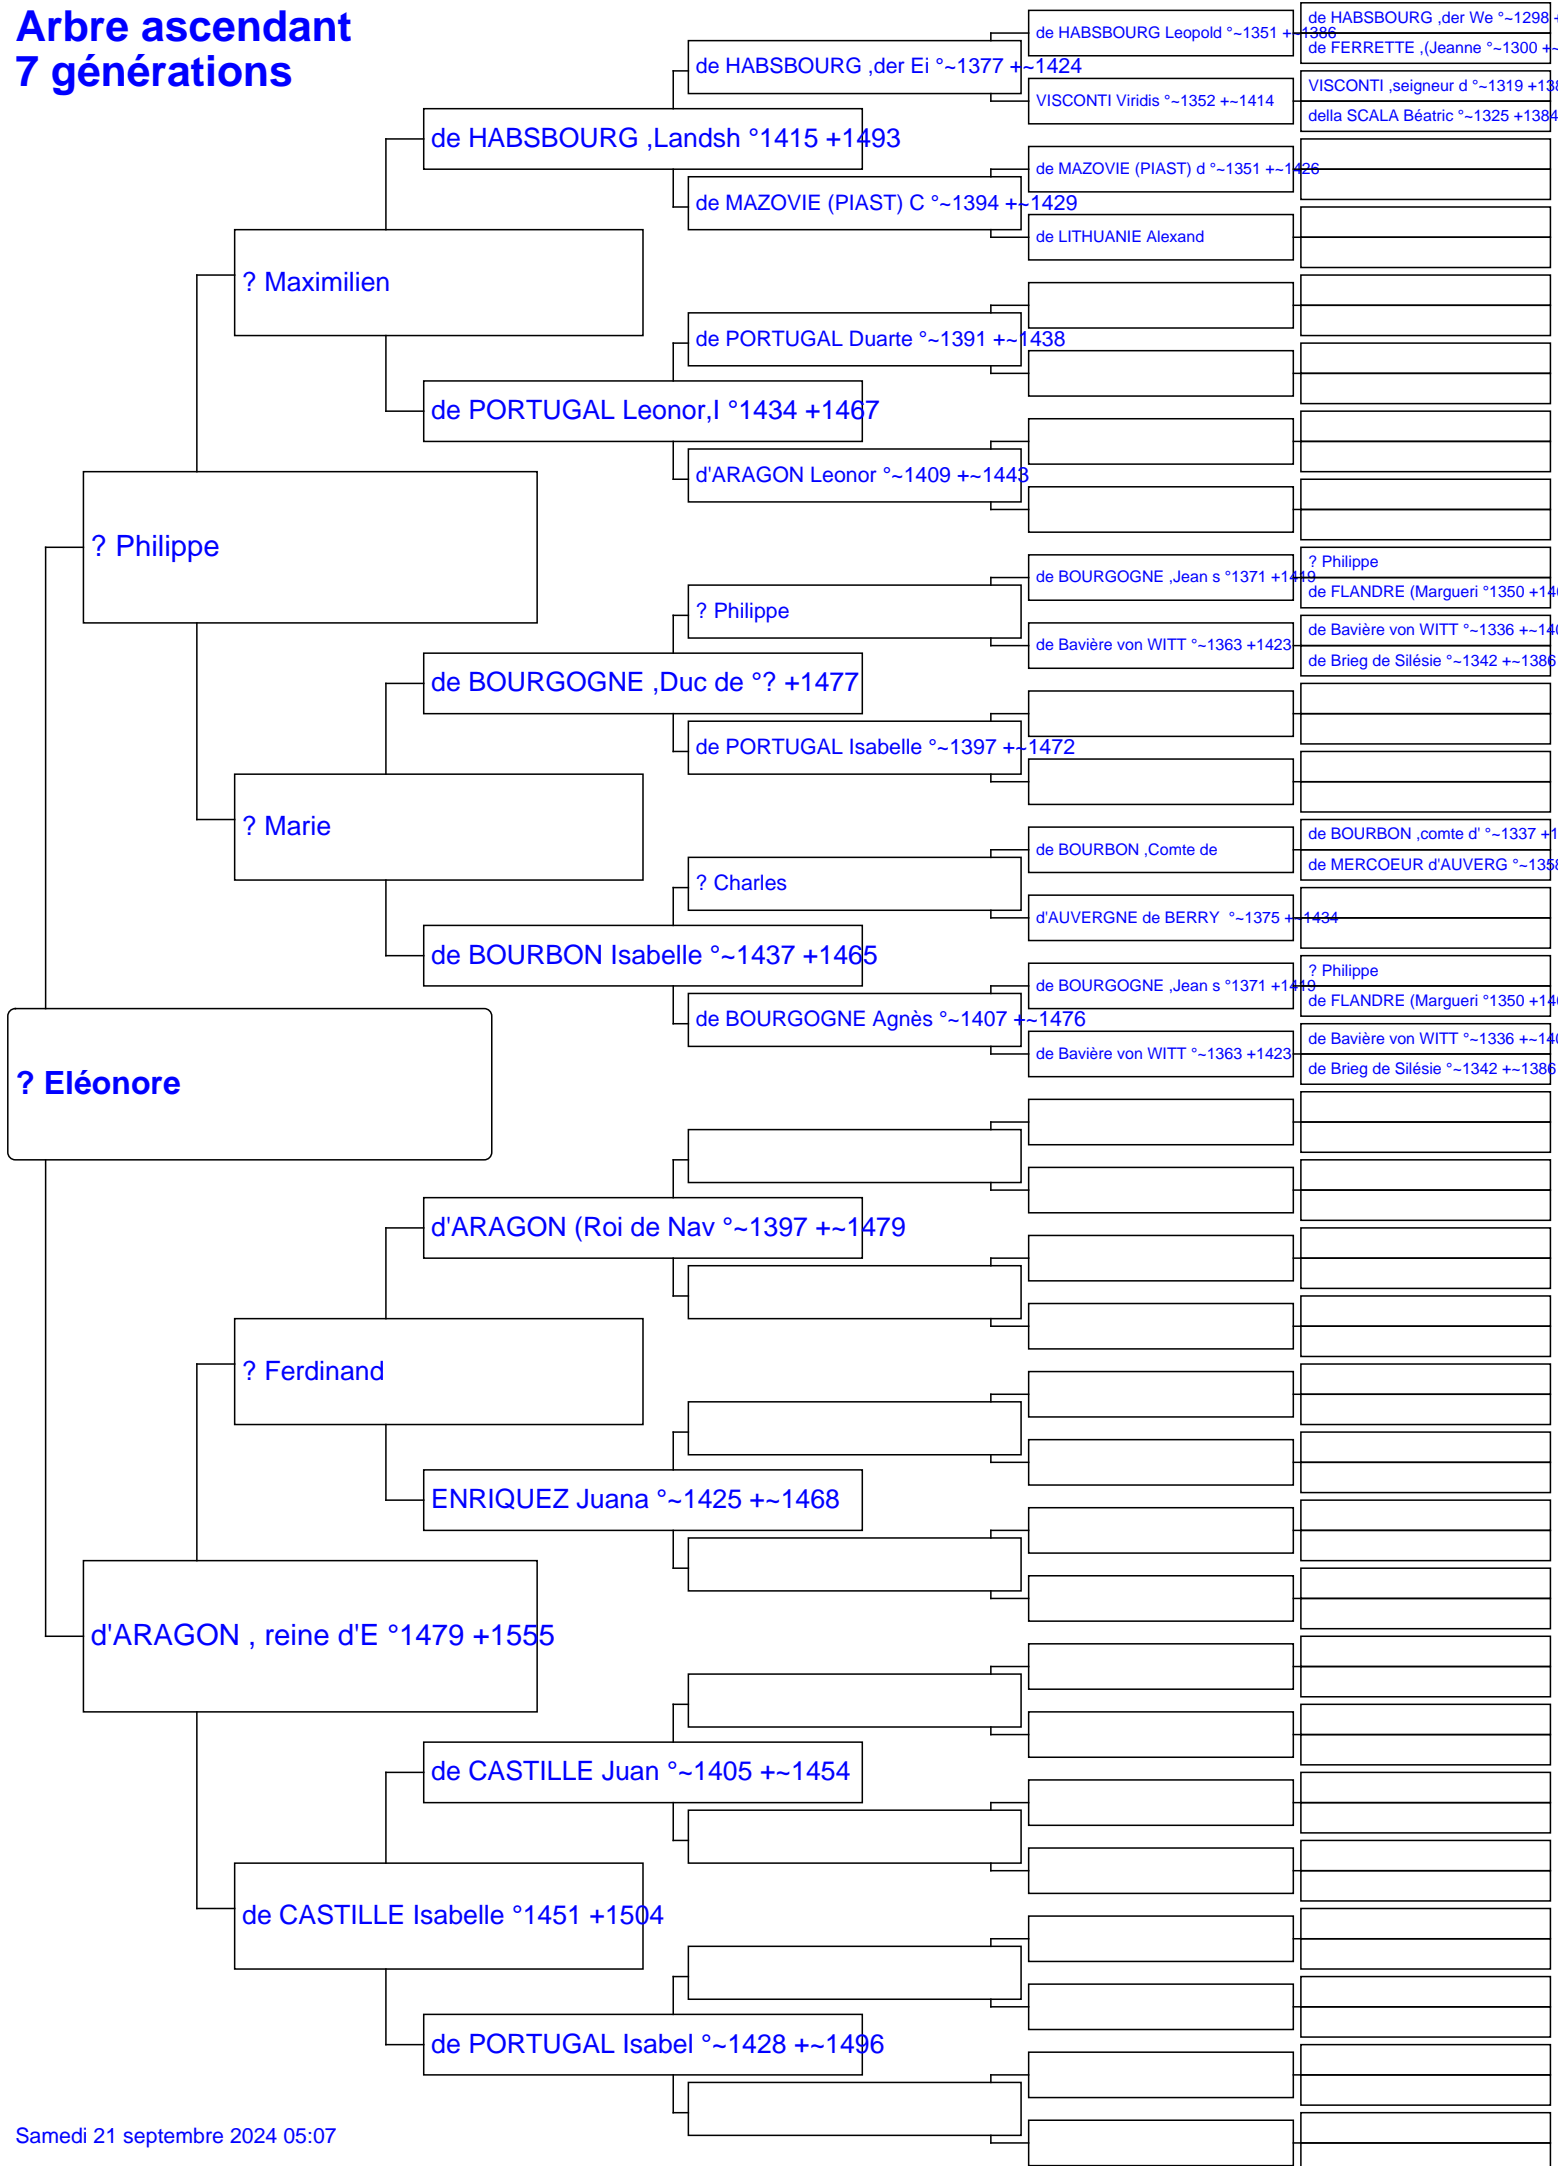 Arbre ascendant
7 générations
de HABSBOURG ,der We °~1298 +
de HABSBOURG Leopold °~1351 +~1386
de FERRETTE ,(Jeanne °~1300 +~
de HABSBOURG ,der Ei °~1377 +~1424
VISCONTI ,seigneur d °~1319 +138
VISCONTI Viridis °~1352 +~1414
della SCALA Béatric °~1325 +1384
de HABSBOURG ,Landsh °1415 +1493
de MAZOVIE (PIAST) d °~1351 +~1426
de MAZOVIE (PIAST) C °~1394 +~1429
de LITHUANIE Alexand
? Maximilien
de PORTUGAL Duarte °~1391 +~1438
de PORTUGAL Leonor,I °1434 +1467
d'ARAGON Leonor °~1409 +~1443
? Philippe
? Philippe
de BOURGOGNE ,Jean s °1371 +1419
de FLANDRE (Margueri °1350 +140
? Philippe
de Bavière von WITT °~1336 +~140
de Bavière von WITT °~1363 +1423
de Brieg de Silésie °~1342 +~1386
de BOURGOGNE ,Duc de °? +1477
de PORTUGAL Isabelle °~1397 +~1472
? Marie
de BOURBON ,comte d' °~1337 +1
de BOURBON ,Comte de
de MERCOEUR d'AUVERG °~1358
? Charles
d'AUVERGNE de BERRY °~1375 +~1434
de BOURBON Isabelle °~1437 +1465
? Philippe
de BOURGOGNE ,Jean s °1371 +1419
de FLANDRE (Margueri °1350 +140
de BOURGOGNE Agnès °~1407 +~1476
de Bavière von WITT °~1336 +~140
de Bavière von WITT °~1363 +1423
de Brieg de Silésie °~1342 +~1386
? Eléonore
d'ARAGON (Roi de Nav °~1397 +~1479
? Ferdinand
ENRIQUEZ Juana °~1425 +~1468
d'ARAGON , reine d'E °1479 +1555
de CASTILLE Juan °~1405 +~1454
de CASTILLE Isabelle °1451 +1504
de PORTUGAL Isabel °~1428 +~1496
Samedi 21 septembre 2024 05:07